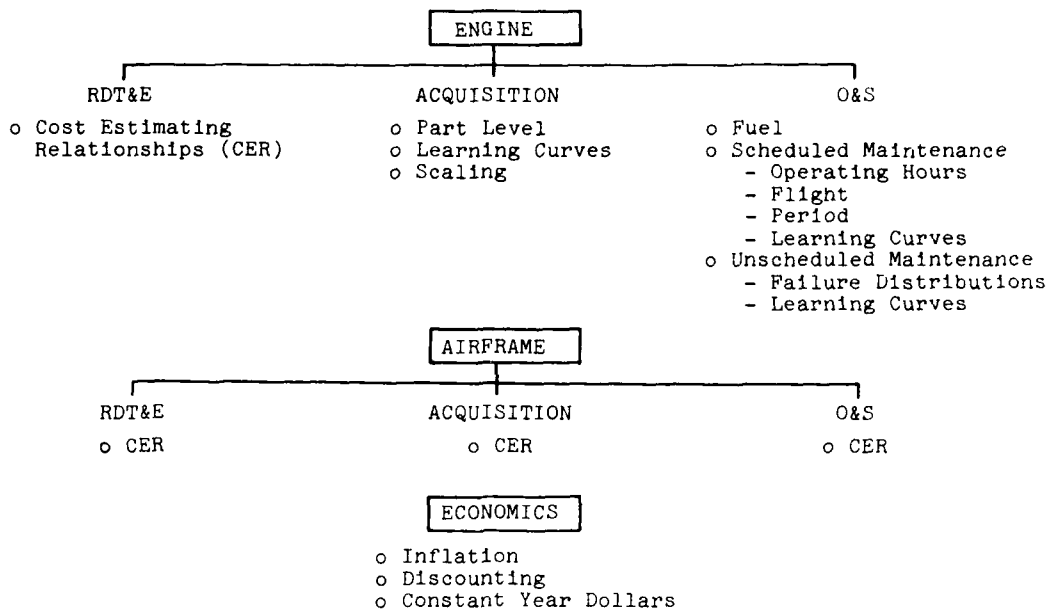 ENGINE
RDT&E
ACQUISITION
O&S
o Cost Estimating
Relationships (CER)
o Part Level
o Learning Curves
o Scaling
o Fuel
o Scheduled Maintenance
- Operating Hours
- Flight
- Period
- Learning Curves
o Unscheduled Maintenance
- Failure Distributions
- Learning Curves
AIRFRAME
RDT&E
ACQUISITION
O&S
o CER
o CER
o CER
ECONOMICS
o Inflation
o Discounting
o Constant Year Dollars